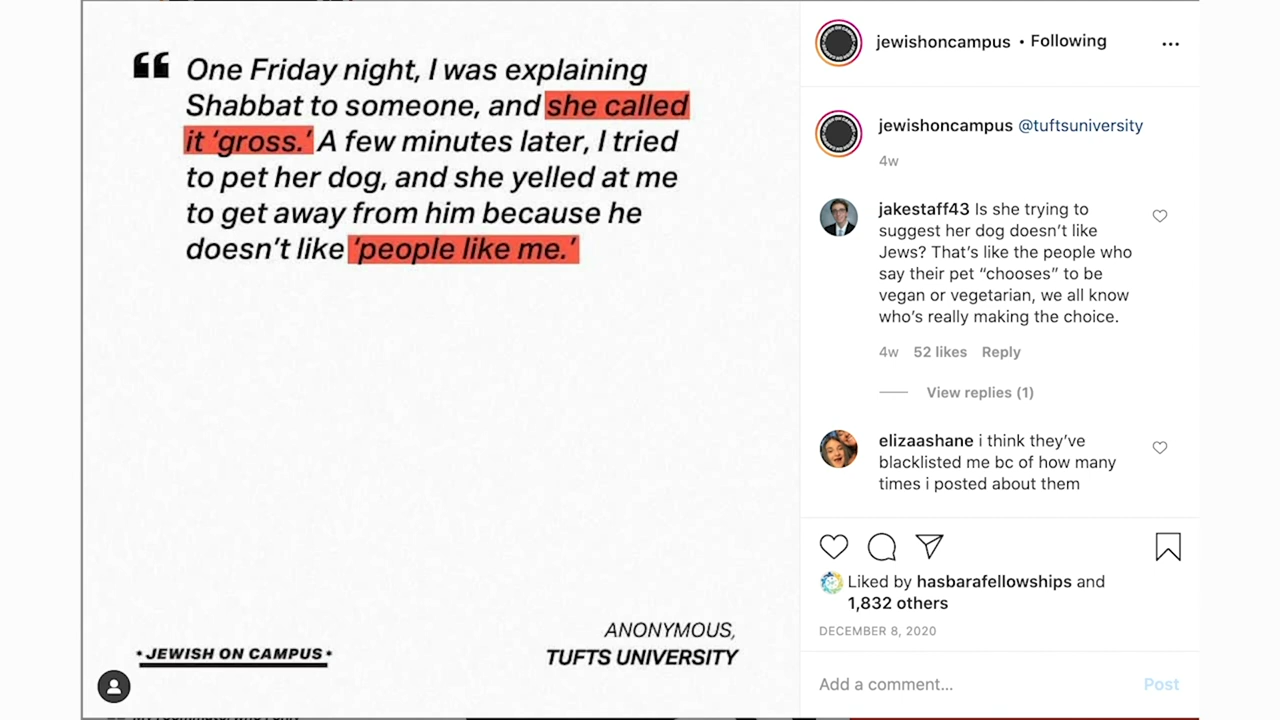 “ One Friday night, I was explaining
Shabbat to someone, and she called
it ‘gross.’ A few minutes later, I tried
to pet her dog, and she yelled at me
to get away from him because he
doesn’t like ‘people like me.’
ANONYMOUS,
TUFTS UNIVERSITY
• JEWISH ON CAMPUS •
jewishoncampus • Following
jewishoncampus @tuftsuniversity
4w
jakestaff43 Is she trying to
suggest her dog doesn’t like
Jews? That’s like the people who
say their pet “chooses” to be
vegan or vegetarian, we all know
who’s really making the choice.
4w 52 likes Reply
View replies (1)
elizaashane i think they’ve
blacklisted me bc of how many
times i posted about them
Liked by hasbarafellowships and
1,832 others
DECEMBER 8, 2020
Add a comment... Post